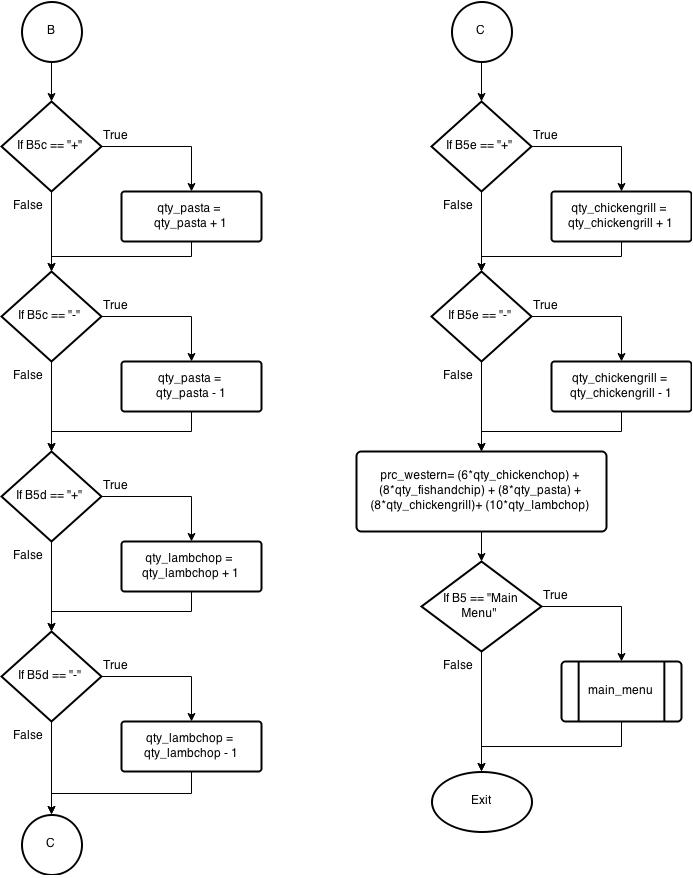 B
If B5c == "+"
True
False
qty_pasta =
qty_pasta + 1
If B5c == "-"
True
False
qty_pasta =
qty_pasta - 1
If B5d == "+"
True
False
qty_lambchop =
qty_lambchop + 1
If B5d == "-"
True
False
qty_lambchop =
qty_lambchop - 1
C
C
If B5e == "+"
True
False
qty_chickengrill =
qty_chickengrill + 1
If B5e == "-"
True
False
qty_chickengrill =
qty_chickengrill - 1
prc_western= (6*qty_chickenchop) +
(8*qty_fishandchip) + (8*qty_pasta) +
(8*qty_chickengrill)+ (10*qty_lambchop)
If B5 == "Main
Menu"
True
False
main_menu
Exit